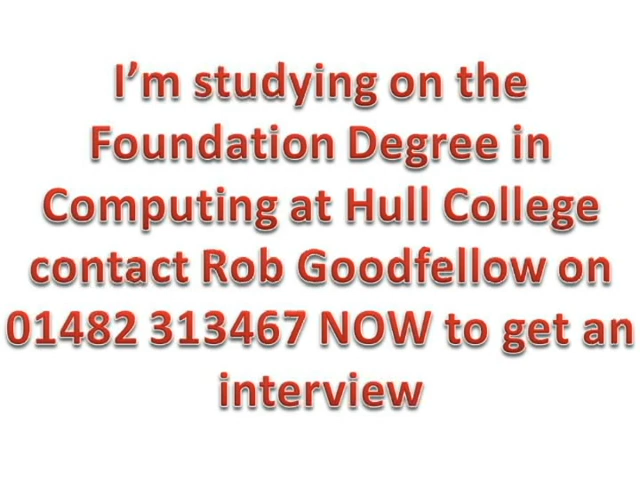 I’m studying on the
Foundation Degree in
Computing at Hull College
contact Rob Goodfellow on
01482 313467 NOW to get an
interview